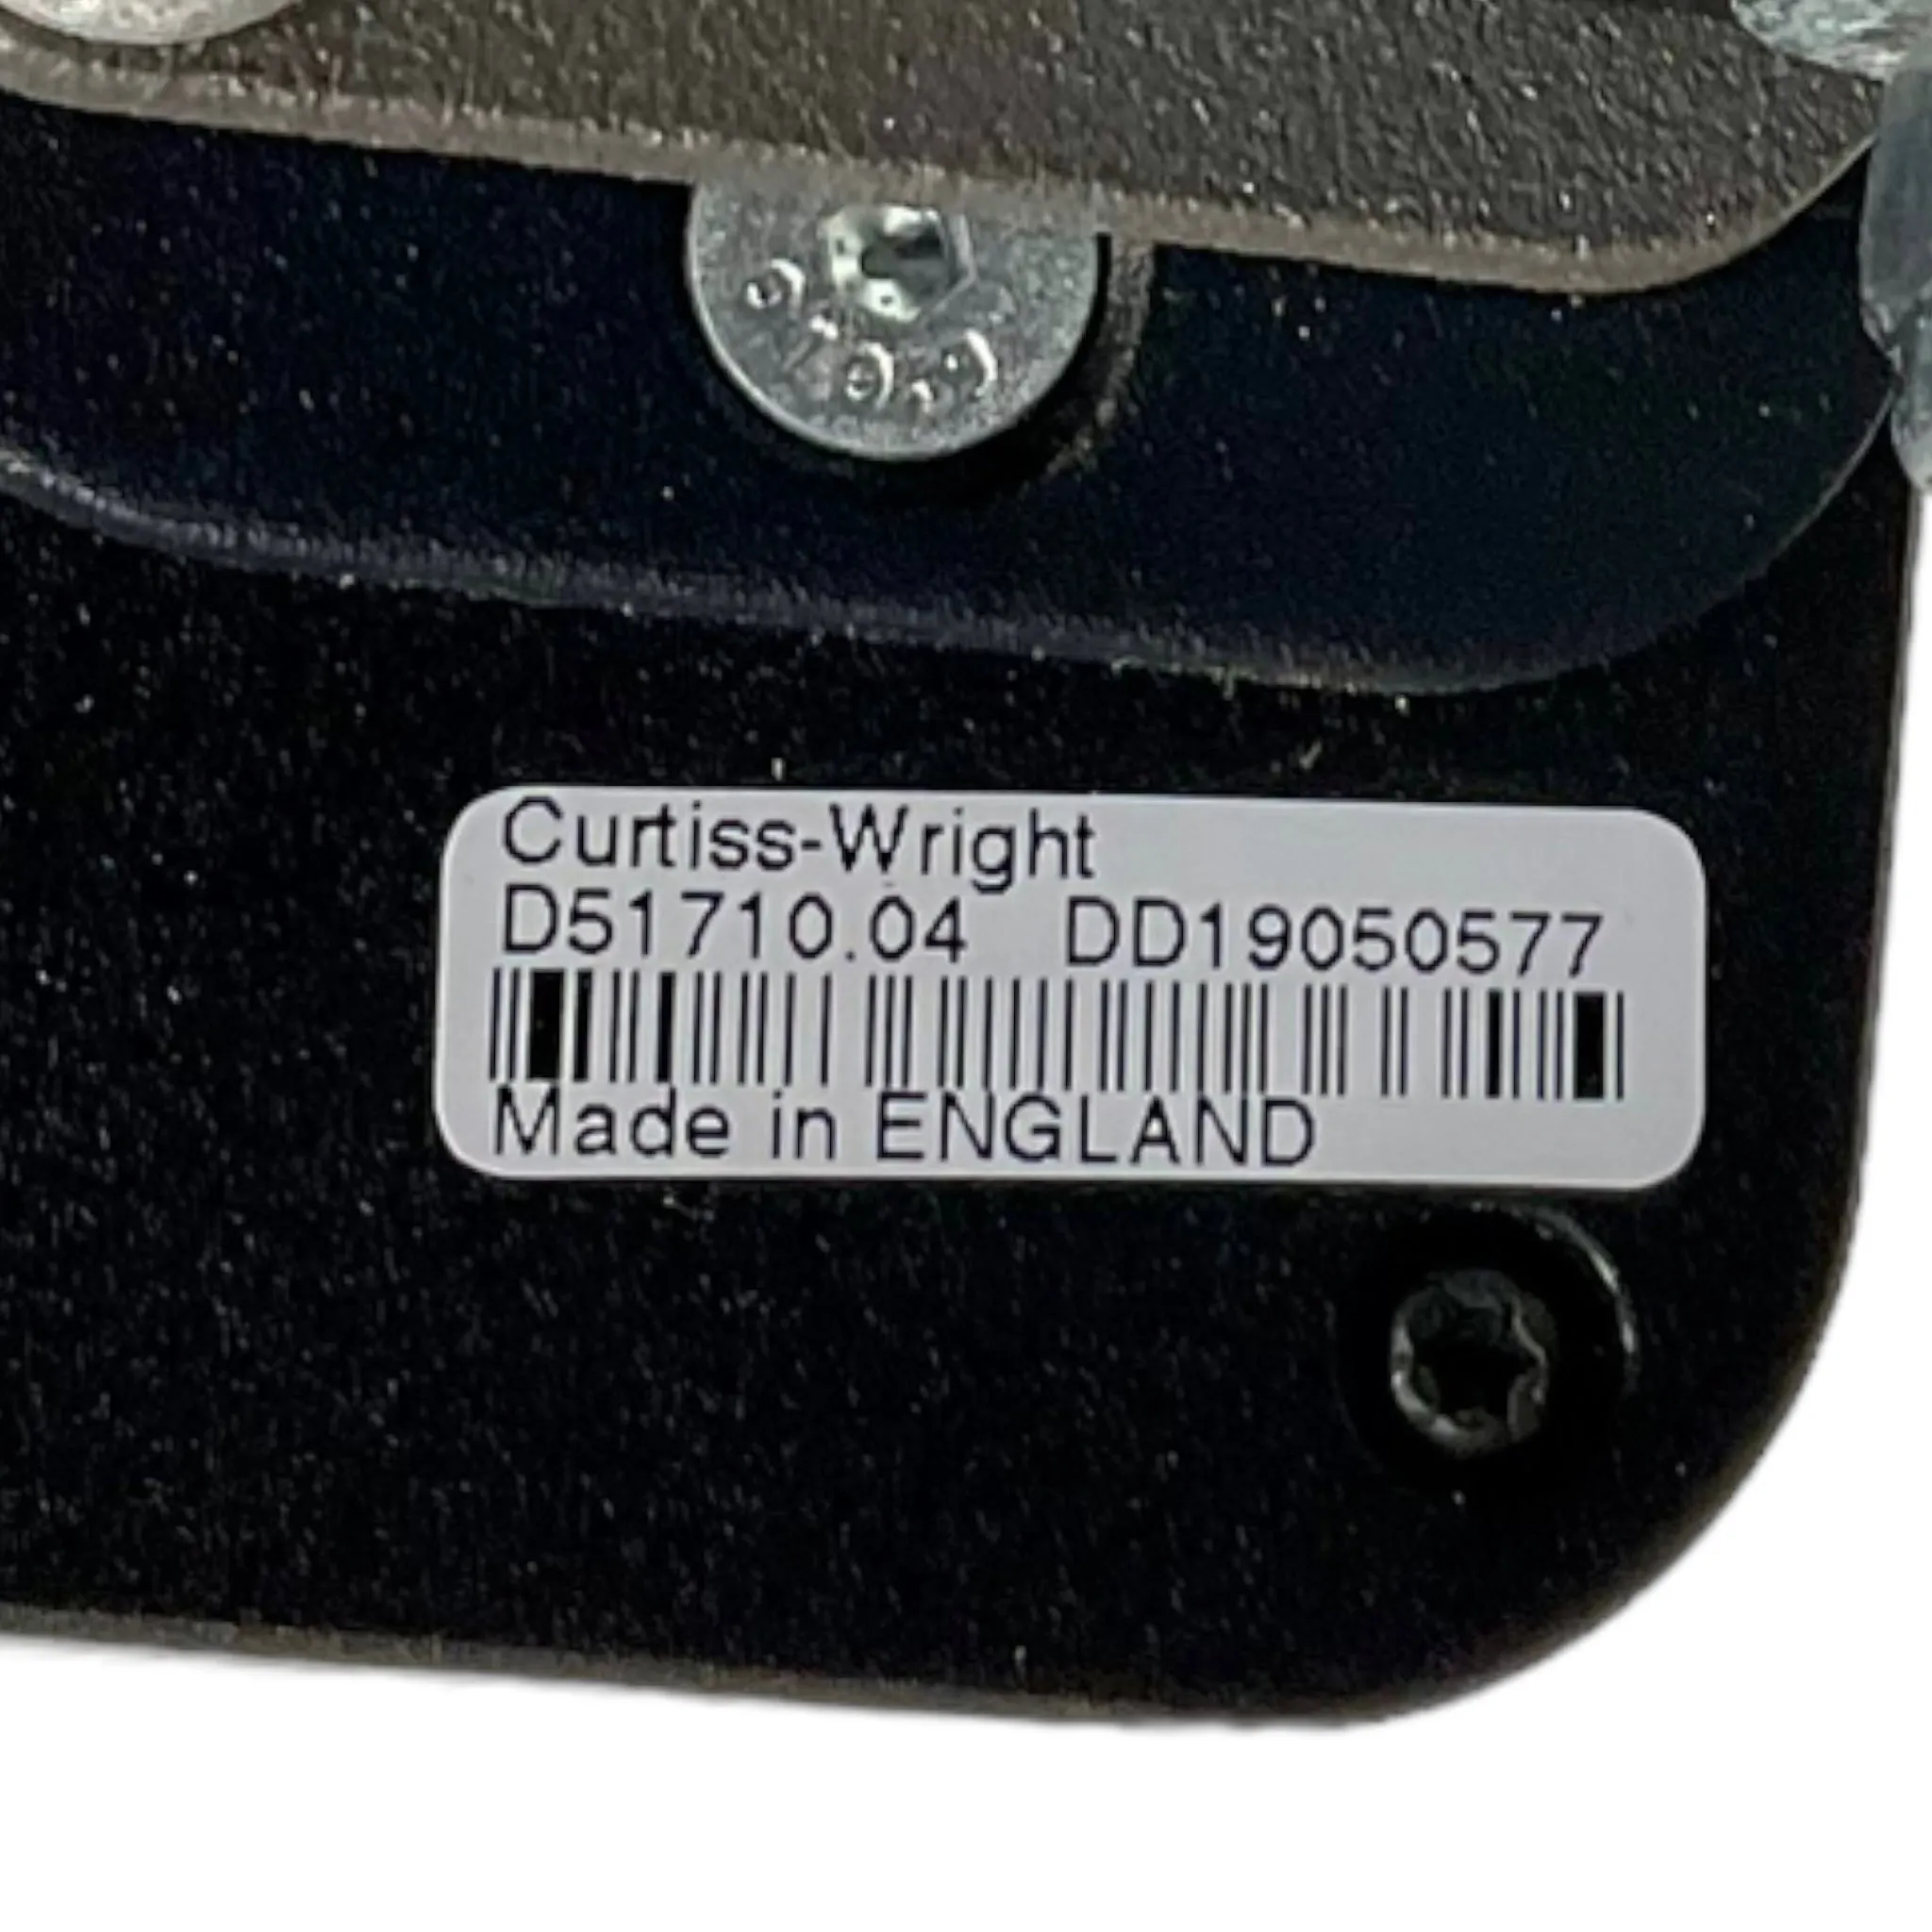 Curtiss-Wright
D51710.04 DD19050577
Made in ENGLAND